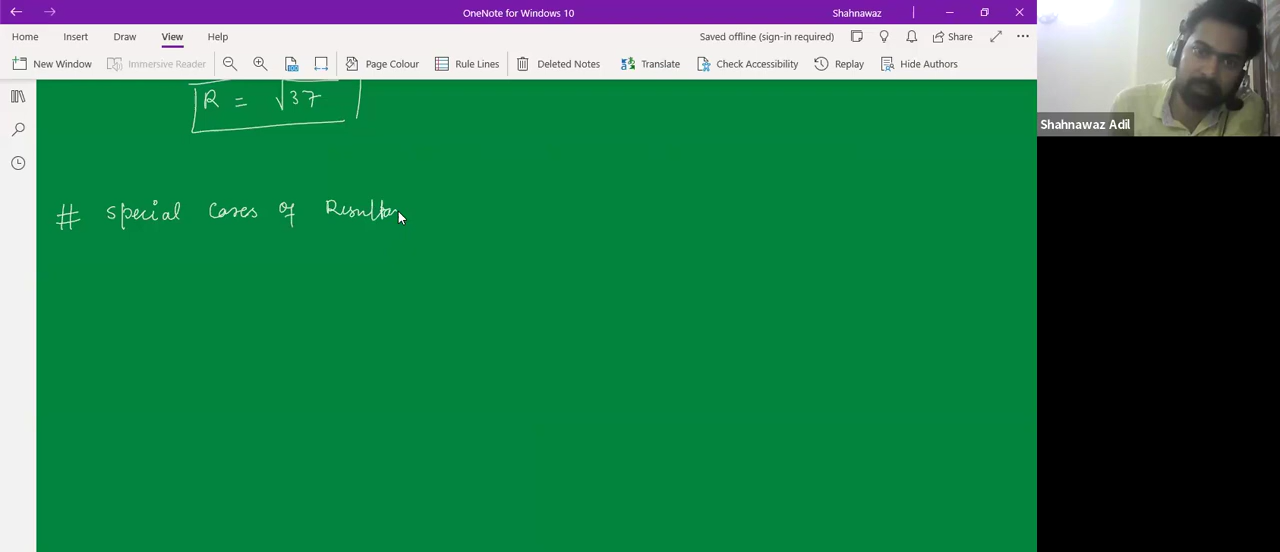 OneNote for Windows 10
Shahnawaz
Home Insert Draw View Help
Saved offline (sign-in required) Share
New Window Immersive Reader Page Colour Rule Lines Deleted Notes Translate Check Accessibility Replay Hide Authors
Shahnawaz Adil
R = √37
# Special Cases of Resultan